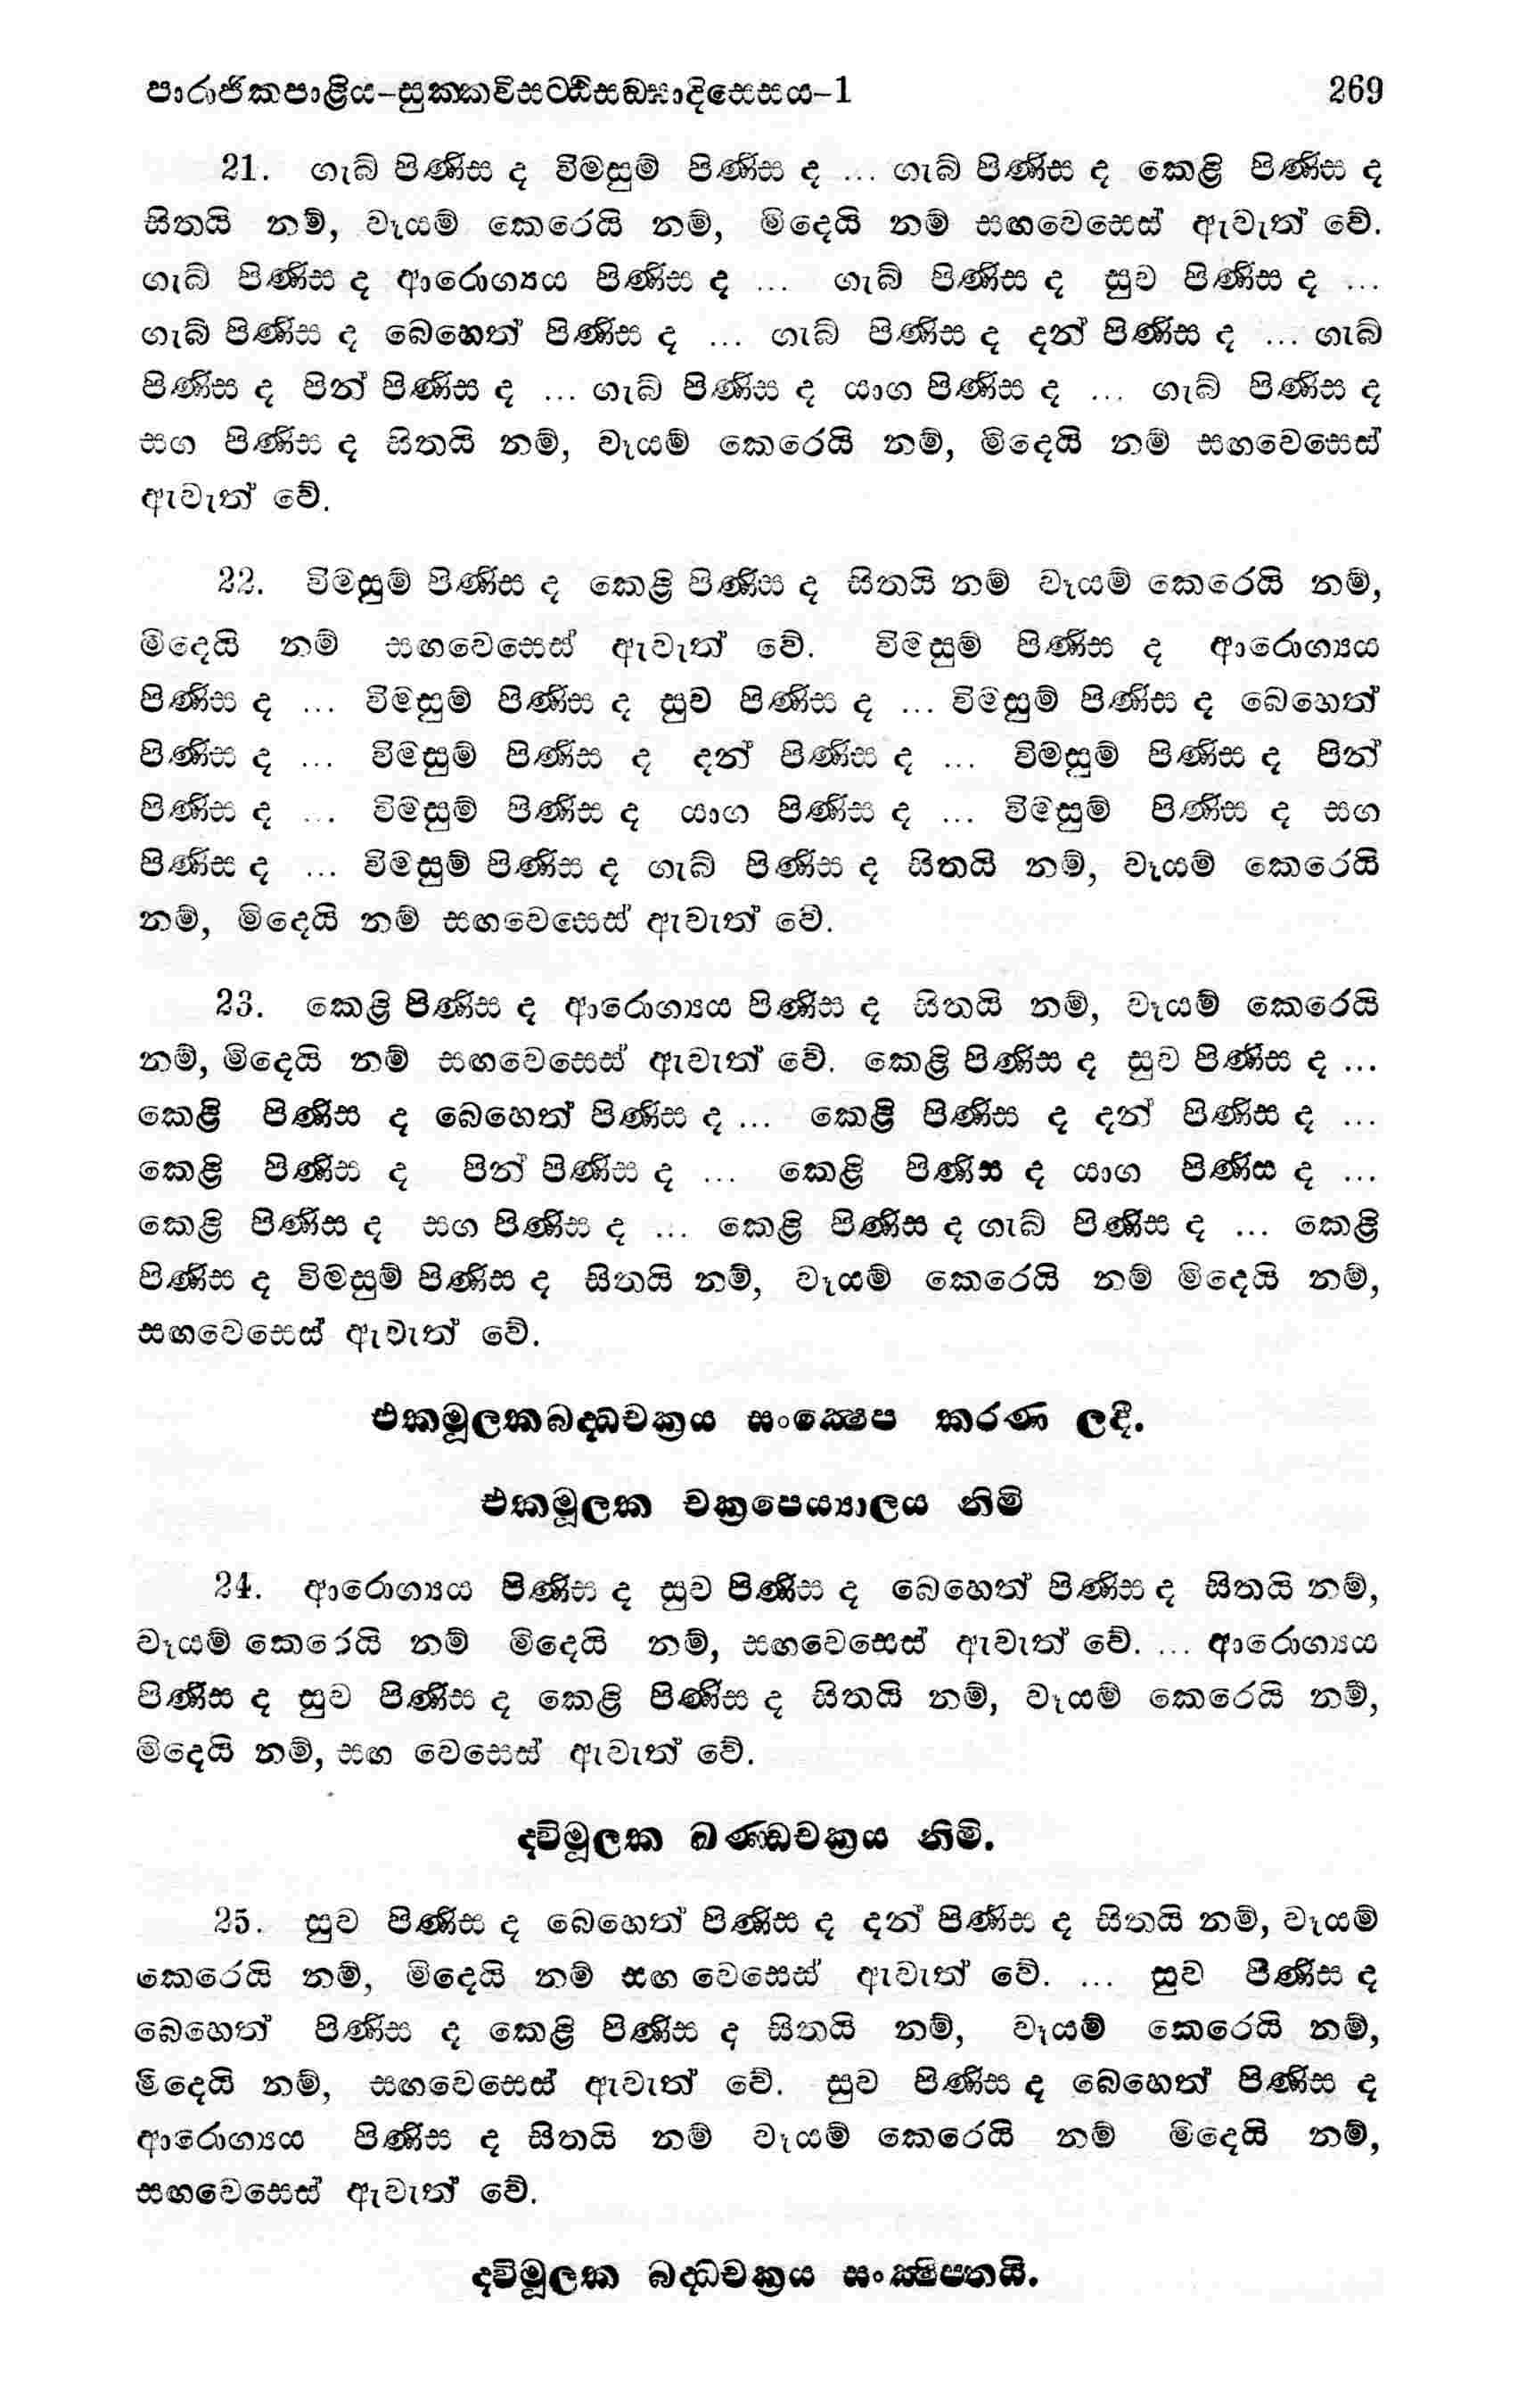 පාරාජිකපාළිය-සුක්කවිසට්ඨිසඞ්ඝාදිසෙසය-1 269
21. ගැබ් පිණිස ද විමසුම් පිණිස ද ... ගැබ් පිණිස ද කෙළි පිණිස ද
සිතයි නම්, වෑයම් කෙරෙයි නම්, මිදෙයි නම් සඟවෙසෙස් ඇවැත් වේ.
ගැබ් පිණිස ද ආරොග්‍යය පිණිස ද ... ගැබ් පිණිස ද සුව පිණිස ද ...
ගැබ් පිණිස ද බෙහෙත් පිණිස ද ... ගැබ් පිණිස ද දන් පිණිස ද ... ගැබ්
පිණිස ද පින් පිණිස ද ... ගැබ් පිණිස ද යාග පිණිස ද ... ගැබ් පිණිස ද
සග පිණිස ද සිතයි නම්, වෑයම් කෙරෙයි නම්, මිදෙයි නම් සඟවෙසෙස්
ඇවැත් වේ.
22. විමසුම් පිණිස ද කෙළි පිණිස ද සිතයි නම් වෑයම් කෙරෙයි නම්,
මිදෙයි නම් සඟවෙසෙස් ඇවැත් වේ. විමසුම් පිණිස ද ආරොග්‍යය
පිණිස ද ... විමසුම් පිණිස ද සුව පිණිස ද ... විමසුම් පිණිස ද බෙහෙත්
පිණිස ද ... විමසුම් පිණිස ද දන් පිණිස ද ... විමසුම් පිණිස ද පින්
පිණිස ද ... විමසුම් පිණිස ද යාග පිණිස ද ... විමසුම් පිණිස ද සග
පිණිස ද ... විමසුම් පිණිස ද ගැබ් පිණිස ද සිතයි නම්, වෑයම් කෙරෙයි
නම්, මිදෙයි නම් සඟවෙසෙස් ඇවැත් වේ.
23. කෙළි පිණිස ද ආරොග්‍යය පිණිස ද සිතයි නම්, වෑයම් කෙරෙයි
නම්, මිදෙයි නම් සඟවෙසෙස් ඇවැත් වේ. කෙළි පිණිස ද සුව පිණිස ද ...
කෙළි පිණිස ද බෙහෙත් පිණිස ද ... කෙළි පිණිස ද දන් පිණිස ද ...
කෙළි පිණිස ද පින් පිණිස ද ... කෙළි පිණිස ද යාග පිණිස ද ...
කෙළි පිණිස ද සග පිණිස ද ... කෙළි පිණිස ද ගැබ් පිණිස ද ... කෙළි
පිණිස ද විමසුම් පිණිස ද සිතයි නම්, වෑයම් කෙරෙයි නම් මිදෙයි නම්,
සඟවෙසෙස් ඇවැත් වේ.
එකමූලකබද්ධචක්‍රය සංක්‍ෂෙප කරණ ලදී.
එකමූලක චක්‍රපෙය්‍යාලය නිමි
24. ආරොග්‍යය පිණිස ද සුව පිණිස ද බෙහෙත් පිණිස ද සිතයි නම්,
වෑයම් කෙරෙයි නම් මිදෙයි නම්, සඟවෙසෙස් ඇවැත් වේ. ... ආරොග්‍යය
පිණිස ද සුව පිණිස ද කෙළි පිණිස ද සිතයි නම්, වෑයම් කෙරෙයි නම්,
මිදෙයි නම්, සඟ වෙසෙස් ඇවැත් වේ.
ද්විමූලක ඛණ්ඩචක්‍රය නිමි.
25. සුව පිණිස ද බෙහෙත් පිණිස ද දන් පිණිස ද සිතයි නම්, වෑයම්
කෙරෙයි නම්, මිදෙයි නම් සඟ වෙසෙස් ඇවැත් වේ. ... සුව පිණිස ද
බෙහෙත් පිණිස ද කෙළි පිණිස ද සිතයි නම්, වෑයම් කෙරෙයි නම්,
මිදෙයි නම්, සඟවෙසෙස් ඇවැත් වේ. සුව පිණිස ද බෙහෙත් පිණිස ද
ආරොග්‍යය පිණිස ද සිතයි නම් වෑයම් කෙරෙයි නම් මිදෙයි නම්,
සඟවෙසෙස් ඇවැත් වේ.
ද්විමූලක බද්ධචක්‍රය සංක්‍ෂිප්තයි.